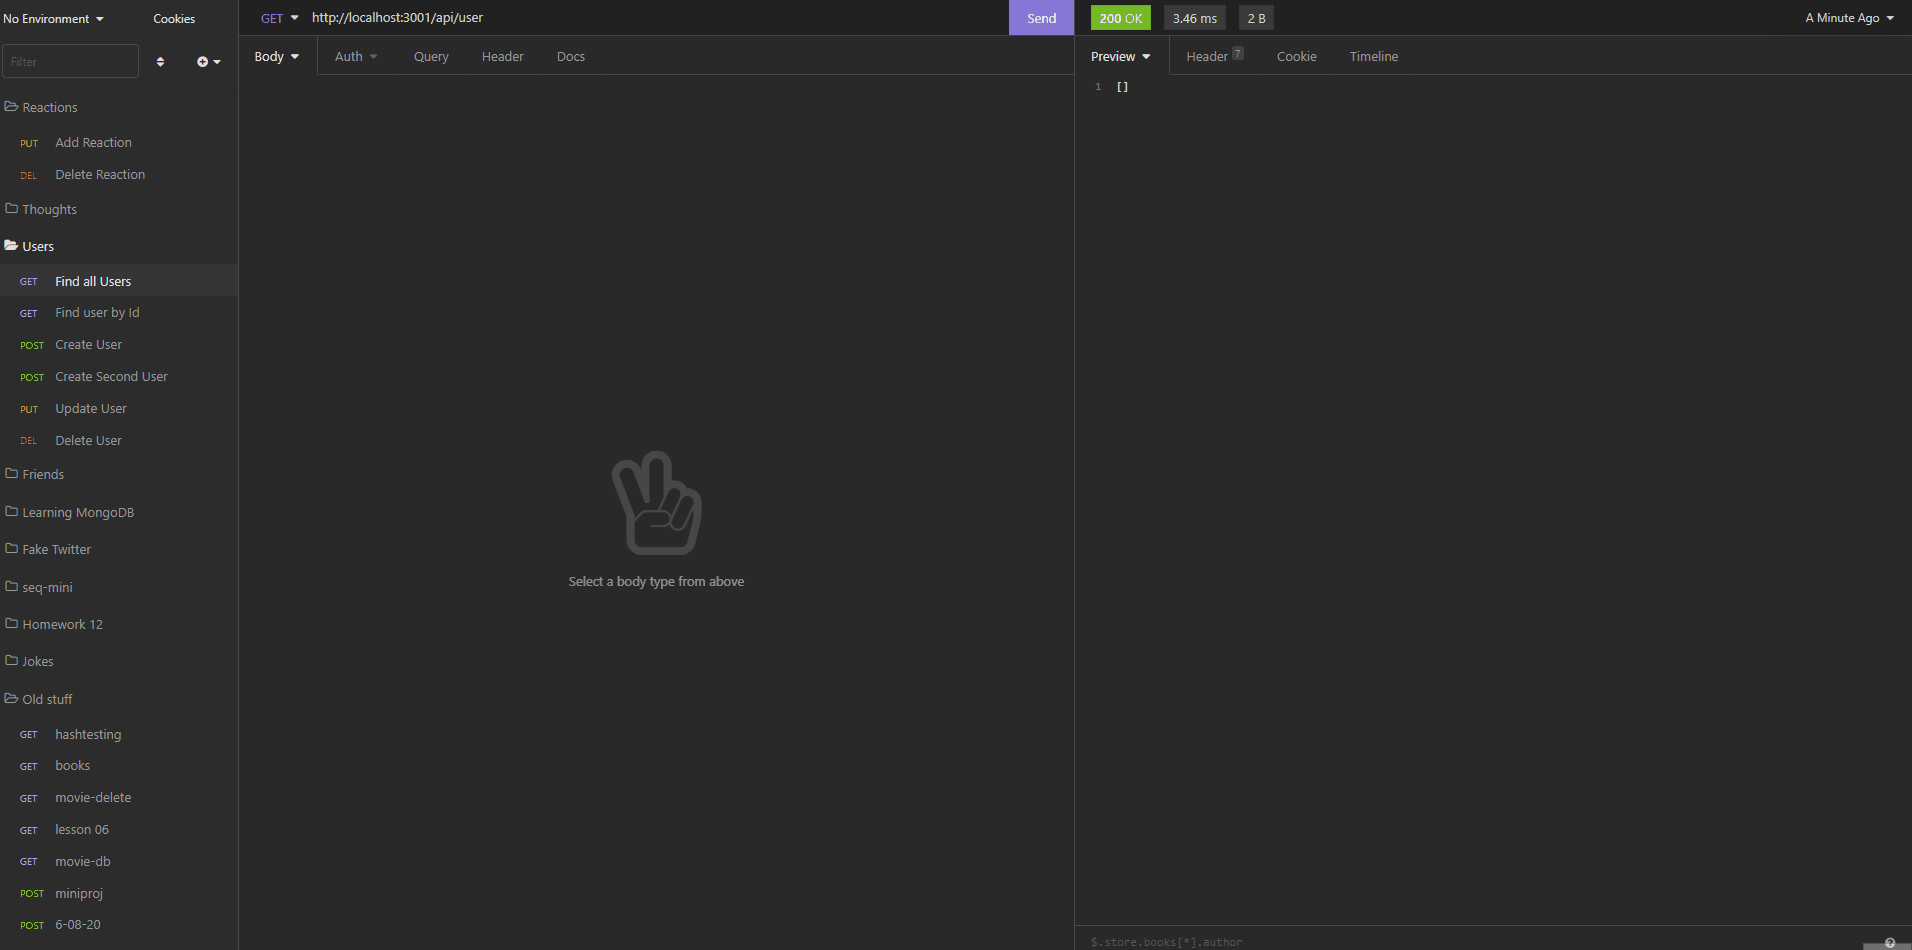 No Environment
Cookies
Filter
Reactions
PUT Add Reaction
DEL Delete Reaction
Thoughts
Users
GET Find all Users
GET Find user by Id
POST Create User
POST Create Second User
PUT Update User
DEL Delete User
Friends
Learning MongoDB
Fake Twitter
seq-mini
Homework 12
Jokes
Old stuff
GET hashtesting
GET books
GET movie-delete
GET lesson 06
GET movie-db
POST miniproj
POST 6-08-20
GET http://localhost:3001/api/user Send
Body Auth Query Header Docs
Select a body type from above
200 OK 3.46 ms 2 B A Minute Ago
Preview Header 7 Cookie Timeline
1 []
$.store.books[*].author
?